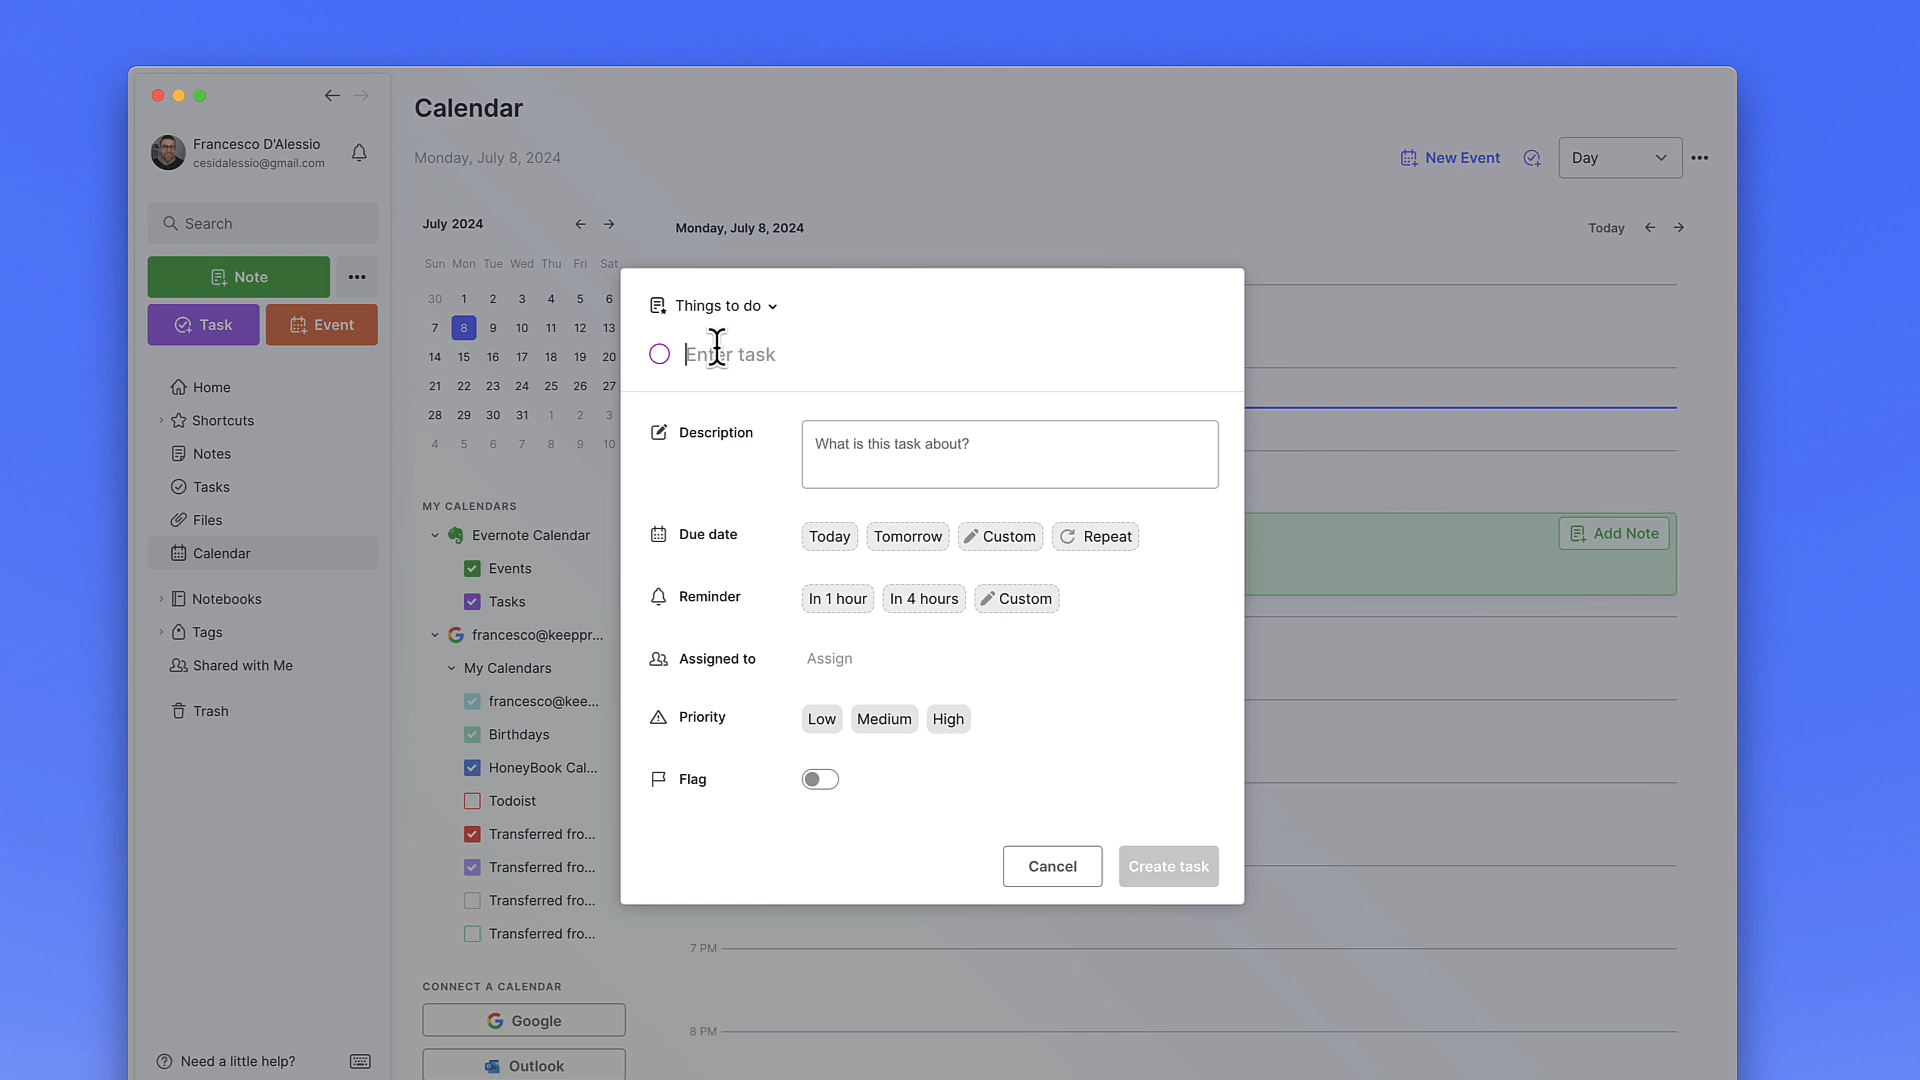 Calendar
Francesco D'Alessio
cesidalessio@gmail.com
Monday, July 8, 2024
New Event
Day
Search
July 2024
Monday, July 8, 2024
Today
Note
Sun Mon Tue Wed Thu Fri Sat
30 1 2 3 4 5 6
Task
Event
7 8 9 10 11 12 13
14 15 16 17 18 19 20
21 22 23 24 25 26 27
28 29 30 31 1 2 3
4 5 6 7 8 9 10
Home
Shortcuts
Notes
Tasks
Files
Calendar
Notebooks
Tags
Shared with Me
Trash
Need a little help?
MY CALENDARS
Evernote Calendar
Events
Tasks
francesco@keeppr...
My Calendars
francesco@kee...
Birthdays
HoneyBook Cal...
Todoist
Transferred fro...
Transferred fro...
Transferred fro...
Transferred fro...
CONNECT A CALENDAR
Google
Outlook
Things to do
Enter task
Description
What is this task about?
Due date
Today
Tomorrow
Custom
Repeat
Reminder
In 1 hour
In 4 hours
Custom
Assigned to
Assign
Priority
Low
Medium
High
Flag
Cancel
Create task
Add Note
7 PM
8 PM